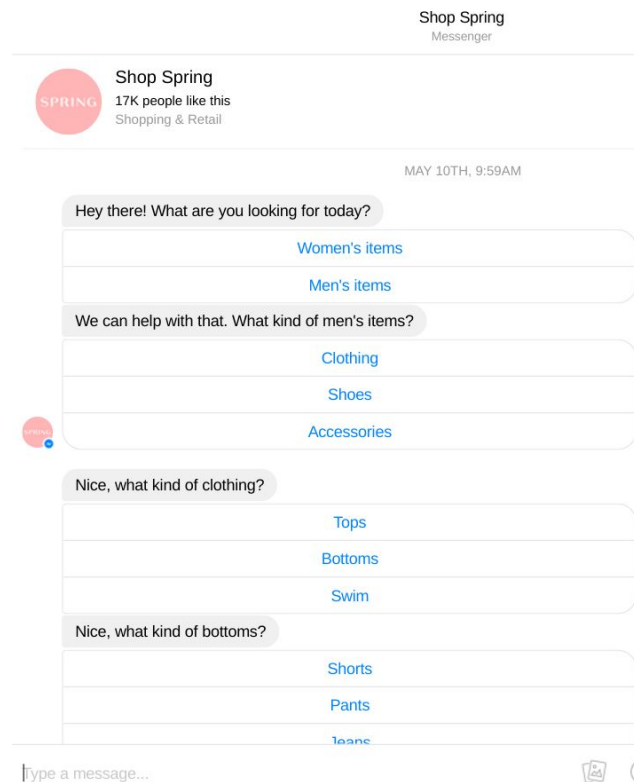 Shop Spring
Messenger
SPRING
Shop Spring
17K people like this
Shopping & Retail
MAY 10TH, 9:59AM
Hey there! What are you looking for today?
Women's items
Men's items
We can help with that. What kind of men's items?
Clothing
Shoes
Accessories
SPRING
Nice, what kind of clothing?
Tops
Bottoms
Swim
Nice, what kind of bottoms?
Shorts
Pants
Jeans
Type a message...